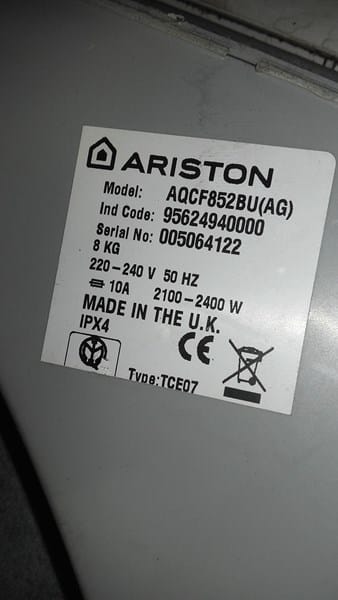 ARISTON
Model: AQCF852BU(AG)
Ind Code: 95624940000
Serial No: 005064122
8 KG
220-240 V 50 HZ
10A 2100-2400 W
MADE IN THE U.K.
IPX4
CE
Type:TCE07